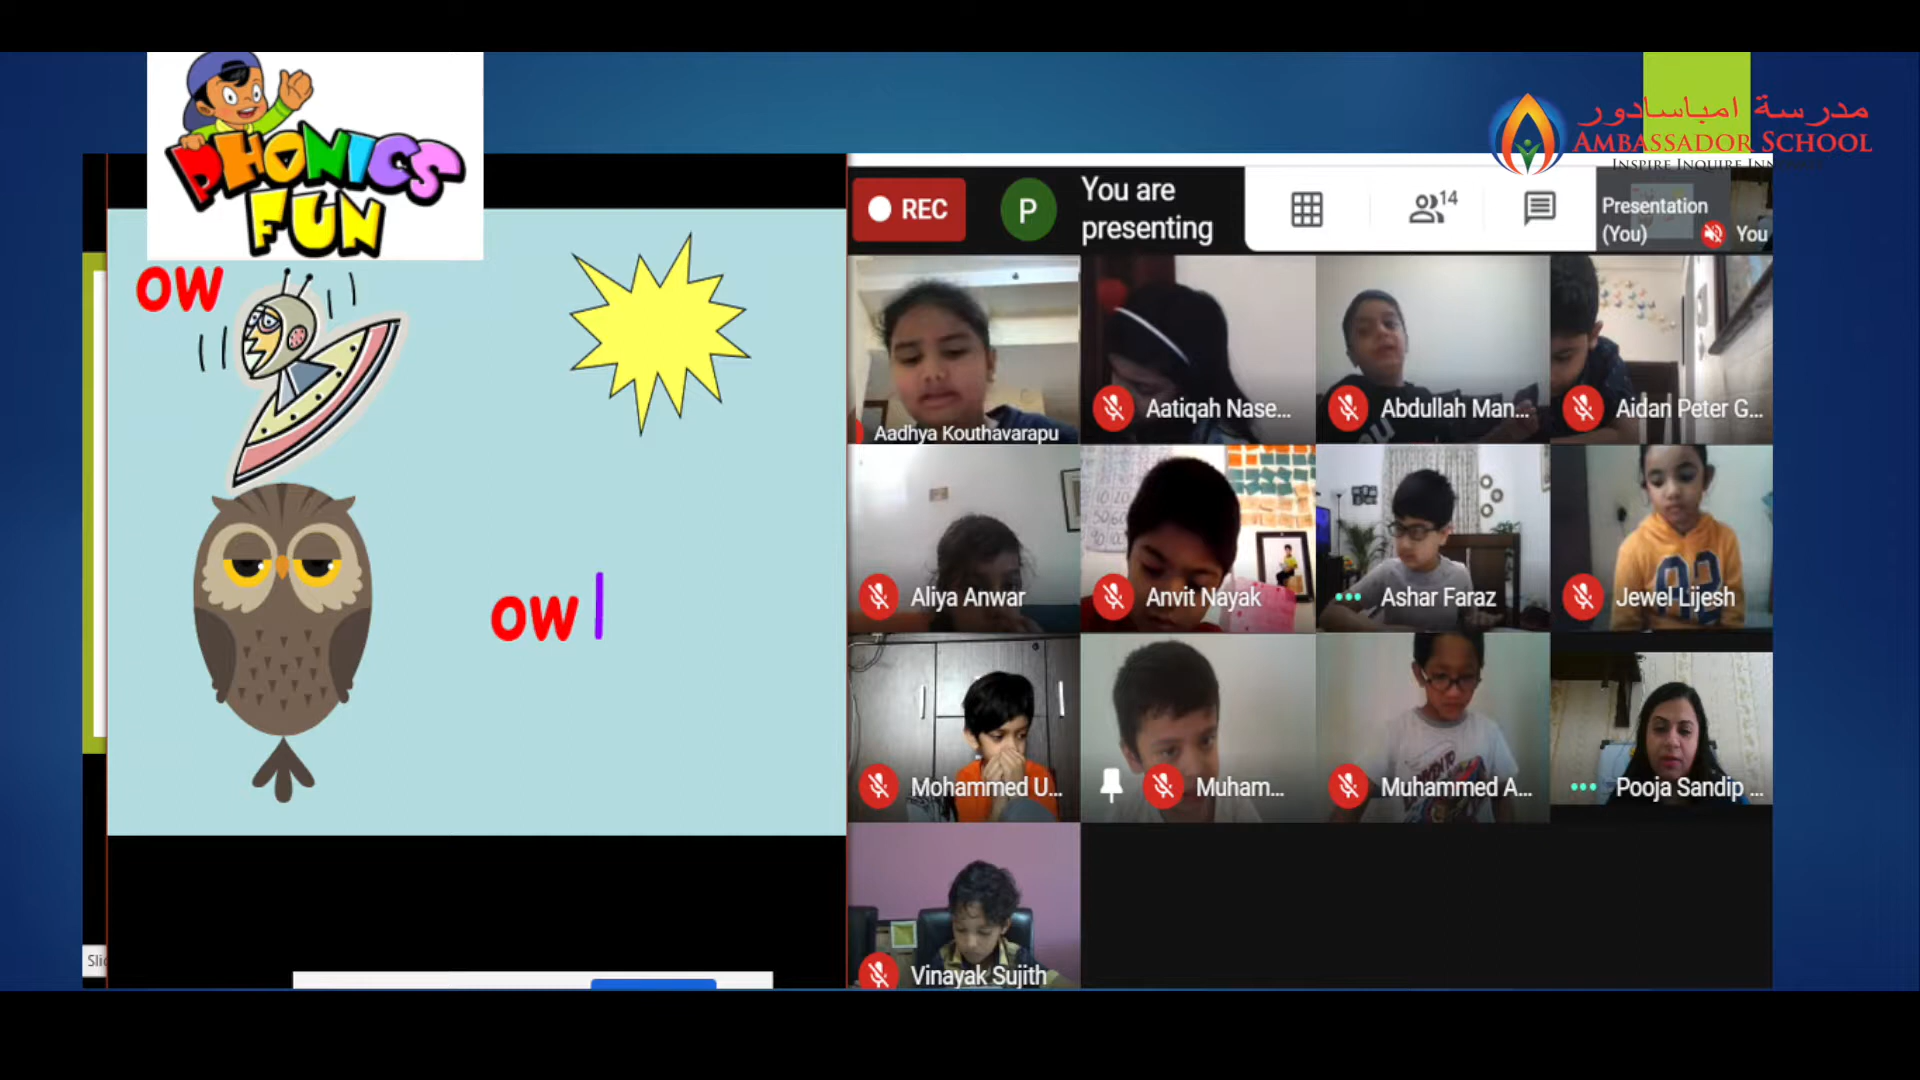 PHONICS
FUN
مدرسة امباسادور
AMBASSADOR SCHOOL
INSPIRE INQUIRE
ow
ow l
REC
P
You are
presenting
14
Presentation
(You)
You
Aadhya Kouthavarapu
Aatiqah Nase...
Abdullah Man...
Aidan Peter G...
Aliya Anwar
Anvit Nayak
Ashar Faraz
Jewel Lijesh
Mohammed U...
Muham...
Muhammed A...
Pooja Sandip ...
Vinayak Sujith